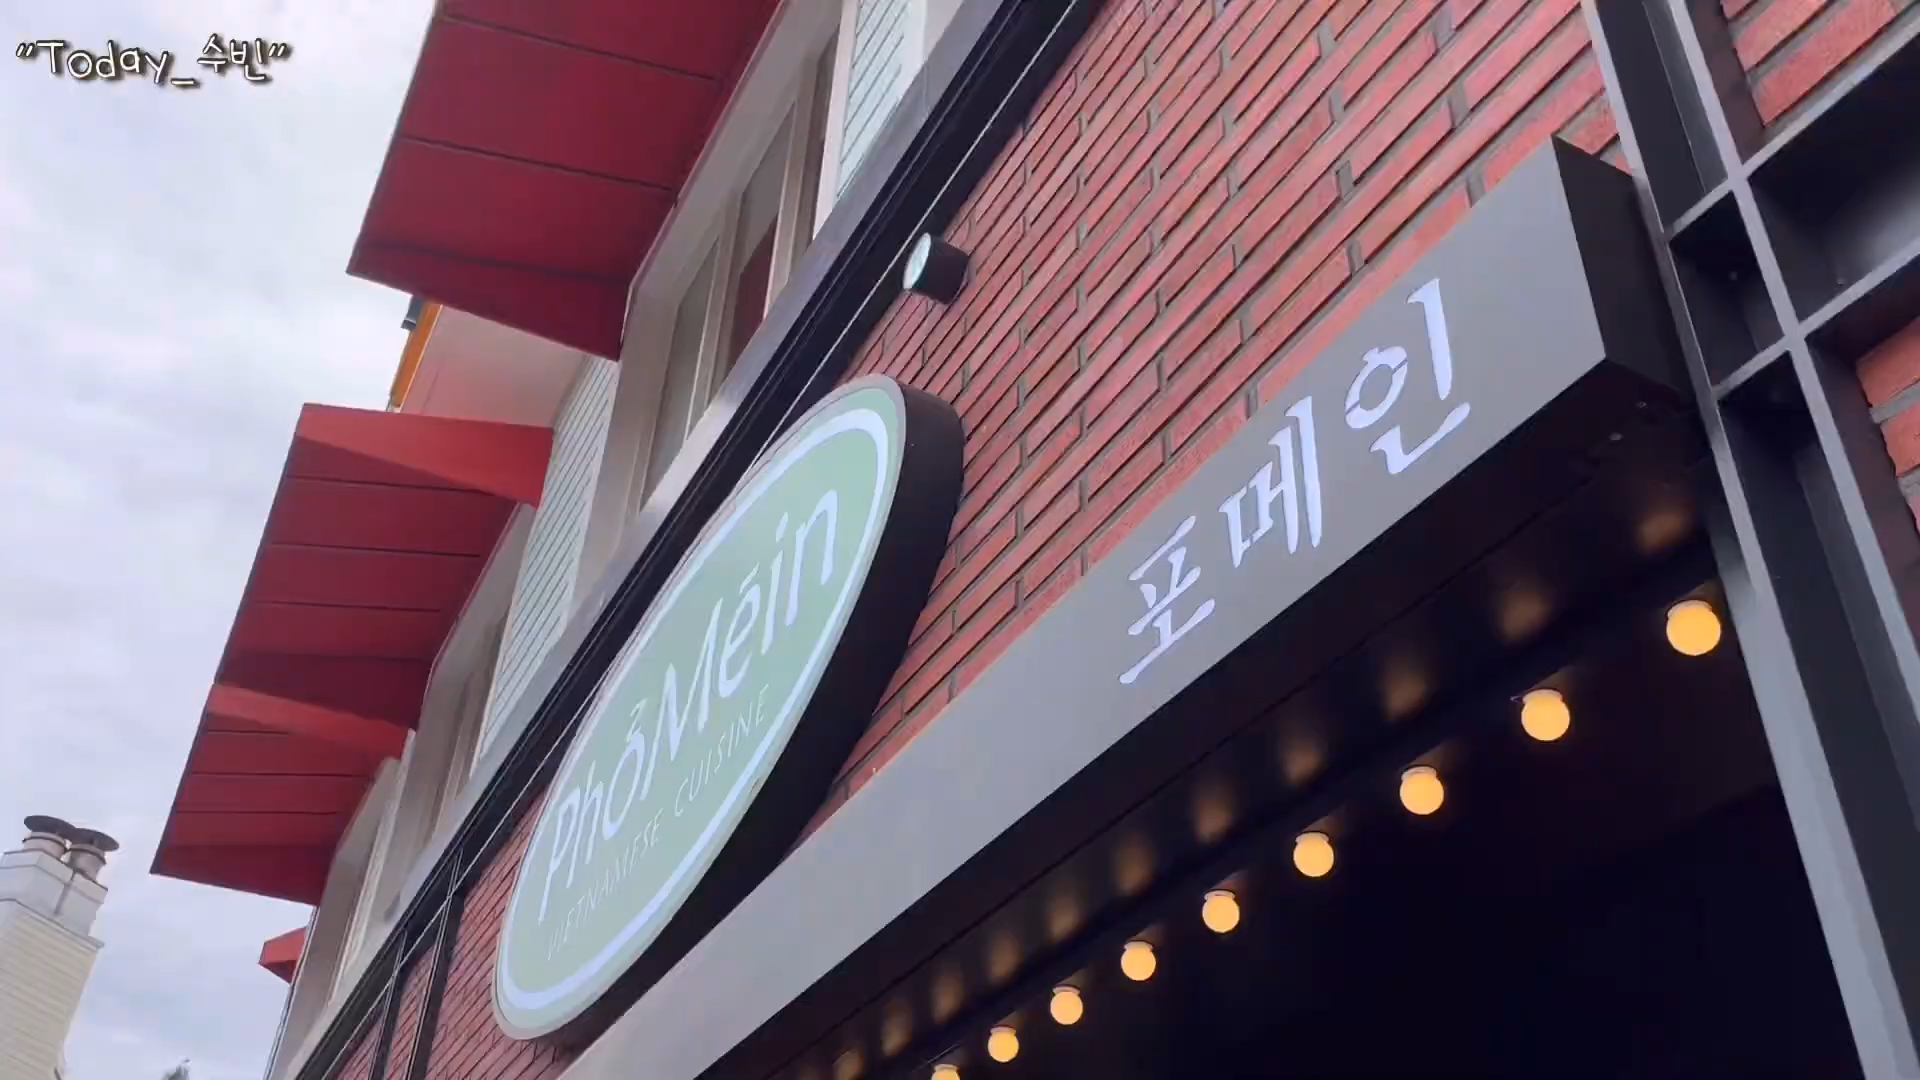 "Today_수빈"
PhởMein
VIETNAMESE CUISINE
포메인